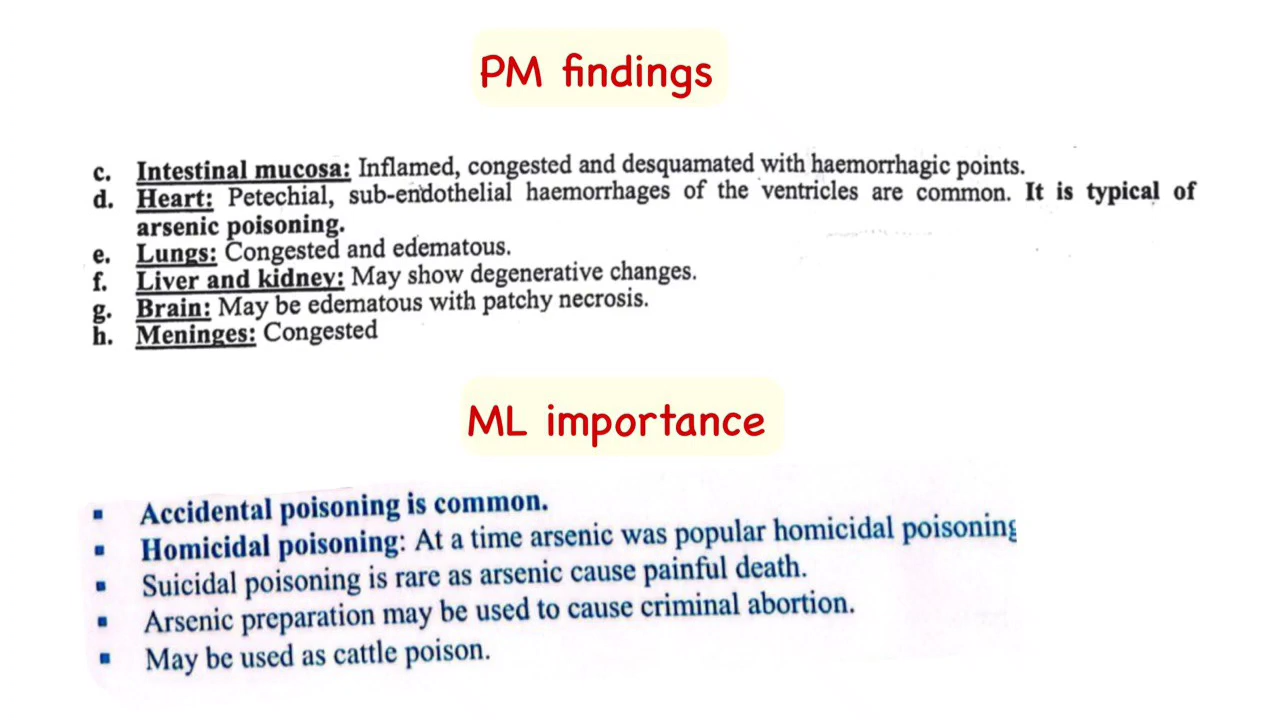 PM findings
c. Intestinal mucosa: Inflamed, congested and desquamated with haemorrhagic points.
d. Heart: Petechial, sub-endothelial haemorrhages of the ventricles are common. It is typical of
arsenic poisoning.
e. Lungs: Congested and edematous.
f. Liver and kidney: May show degenerative changes.
g. Brain: May be edematous with patchy necrosis.
h. Meninges: Congested
ML importance
▪ Accidental poisoning is common.
▪ Homicidal poisoning: At a time arsenic was popular homicidal poisoning
▪ Suicidal poisoning is rare as arsenic cause painful death.
▪ Arsenic preparation may be used to cause criminal abortion.
▪ May be used as cattle poison.